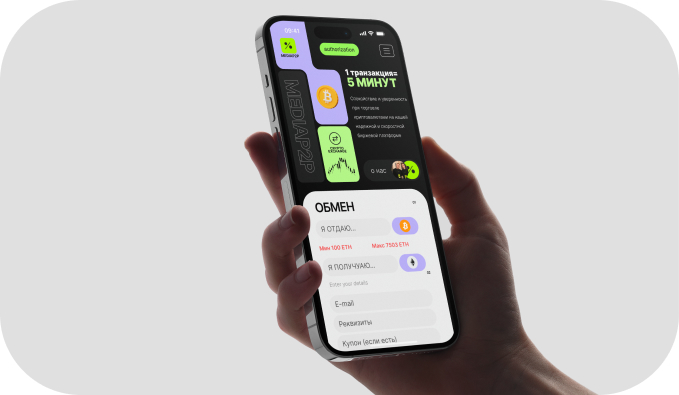 09:41
authorization
MEDIAP2P
1 транзакция=
5 МИНУТ
MEDIAP2P
Спокойствие и уверенность
при торговле
криптовалютами на нашей
надежной и скоростной
биржевой платформе
CRYPTO
EXCHANGE
о нас
ОБМЕН
Я ОТДАЮ...
Мин 100 ETH
Макс 7503 ETH
Я ПОЛУЧУАЮ...
Enter your details
E-mail
Реквизиты
Купон (если есть)